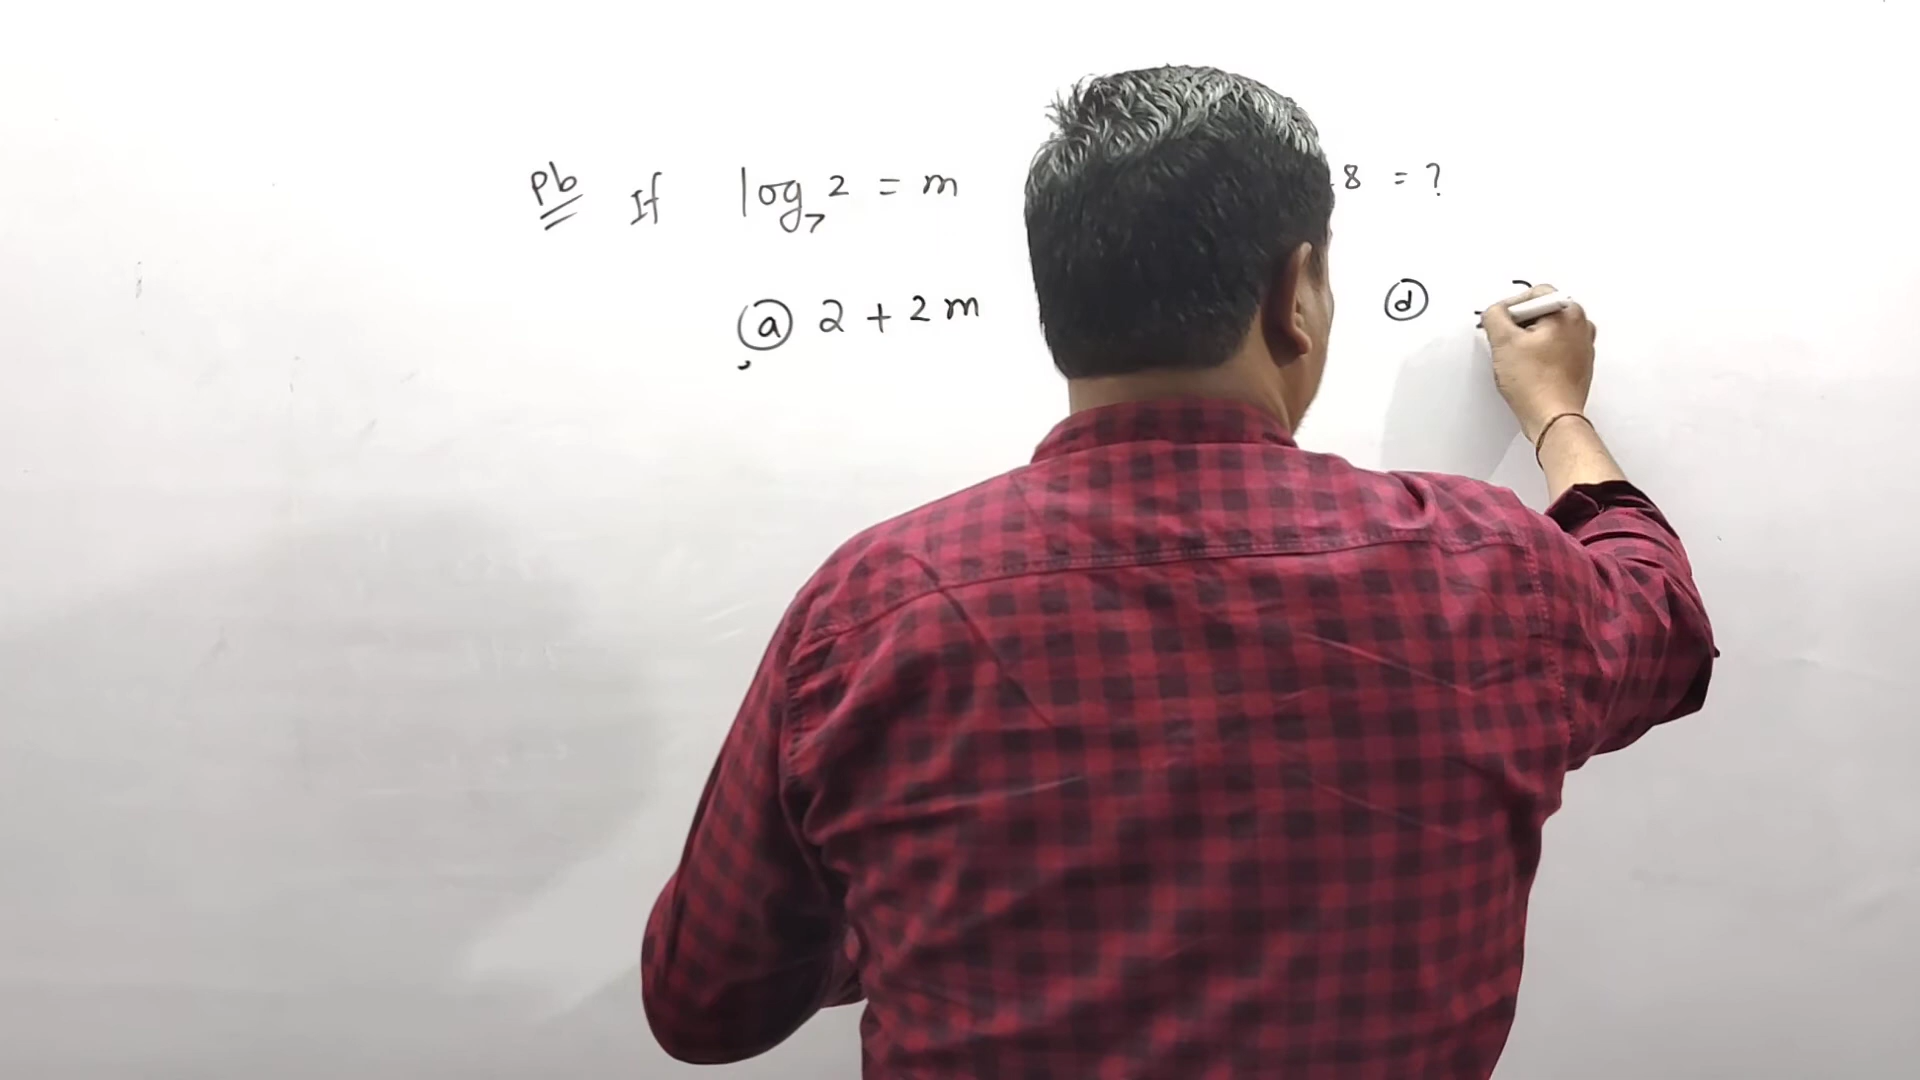 Pb If log₇2 = m 8 = ?
ⓐ 2 + 2m ⓓ